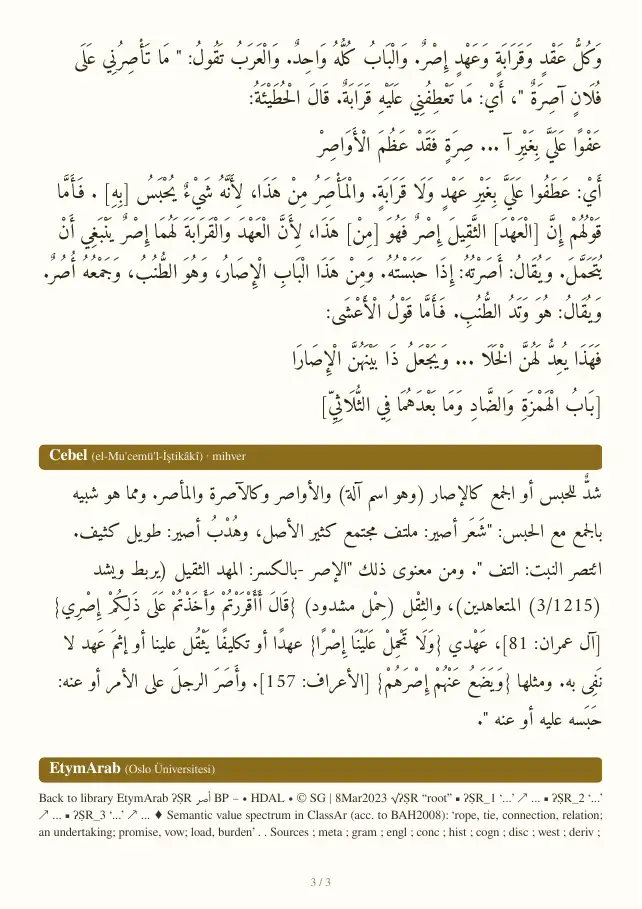 وَكُلُّ عَقْدٍ وَقَرَابَةٍ وَعَهْدٍ إِصْرٌ. وَالْبَابُ كُلُّهُ وَاحِدٌ. وَالْعَرَبُ تَقُولُ: " مَا تَأْصِرُنِي عَلَى
فُلَانٍ آصِرَةٌ "، أَيْ: مَا تَعْطِفُنِي عَلَيْهِ قَرَابَةٌ. قَالَ الْحُطَيْئَةُ:
عَفْوًا عَلَيَّ بِغَيْرِ آ ... صِرَةٍ فَقَدْ عَظُمَ الْأَوَاصِرْ
أَيْ: عَطَفُوا عَلَيَّ بِغَيْرِ عَهْدٍ وَلَا قَرَابَةٍ. وَالْمَأْصَرُ مِنْ هَذَا، لِأَنَّهُ شَيْءٌ يُحْبَسُ [بِهِ] . فَأَمَّا
قَوْلُهُمْ إِنَّ [الْعَهْدَ] الثَّقِيلَ إِصْرٌ فَهُوَ [مِنْ] هَذَا، لِأَنَّ الْعَهْدَ وَالْقَرَابَةَ لَهُمَا إِصْرٌ يَنْبَغِي أَنْ
يُتَحَمَّلَ. وَيُقَالُ: أَصَرْتُهُ: إِذَا حَبَسْتُهُ. وَمِنْ هَذَا الْبَابِ الْإِصَارُ، وَهُوَ الطُّنُبُ، وَجَمْعُهُ أُصُرٌ.
وَيُقَالُ: هُوَ وَتَدُ الطُّنُبِ. فَأَمَّا قَوْلُ الْأَعْشَى:
فَهَذَا يُعِدُّ لَهُنَّ الْخَلَا ... وَيَجْعَلُ ذَا بَيْنَهُنَّ الْإِصَارَا
[بَابُ الْهَمْزَةِ وَالضَّادِ وَمَا بَعْدَهُمَا فِي الثُّلَاثِيِّ]
Cebel (el-Mu'cemü'l-İştikâkî) · mihver
شدٌّ للحبس أو الجمع كالإصار (وهو اسم آلة) والأواصر وكالآصرة والمأصر. ومما هو شبيه
بالجمع مع الحبس: "شَعَر أصير: ملتف مجتمع كثير الأصل، وهُدْبُ أصير: طويل كثيف.
ائتصر النبت: التف ". ومن معنوى ذلك "الإصر -بالكسر: المهد الثقيل (يربط ويشد
(3/1215) المتعاهدين)، والثِقْل (حِمْل مشدود) {قَالَ أَأَقْرَرْتُمْ وَأَخَذْتُمْ عَلَى ذَلِكُمْ إِصْرِي}
[آل عمران: 81]، عَهْدي {وَلَا تَحْمِلْ عَلَيْنَا إِصْرًا} عهدًا أو تكليفًا يَثْقُل علينا أو إثمَ عَهد لا
نَفِى به. ومثلها {وَيَضَعُ عَنْهُمْ إِصْرَهُمْ} [الأعراف: 157]. وأَصَرَ الرجلَ على الأمر أو عنه:
حَبَسه عليه أو عنه ".
EtymArab (Oslo Üniversitesi)
Back to library EtymArab ʔṢR أصر BP – • HDAL • © SG | 8Mar2023 √ʔṢR “root” ▪ ʔṢR_1 ‘...’ ↗ ... ▪ ʔṢR_2 ‘...’
↗ ... ▪ ʔṢR_3 ‘...’ ↗ ... ♦ Semantic value spectrum in ClassAr (acc. to BAH2008): ‘rope, tie, connection, relation;
an undertaking; promise, vow; load, burden’ . . Sources ; meta ; gram ; engl ; conc ; hist ; cogn ; disc ; west ; deriv ;
3 / 3